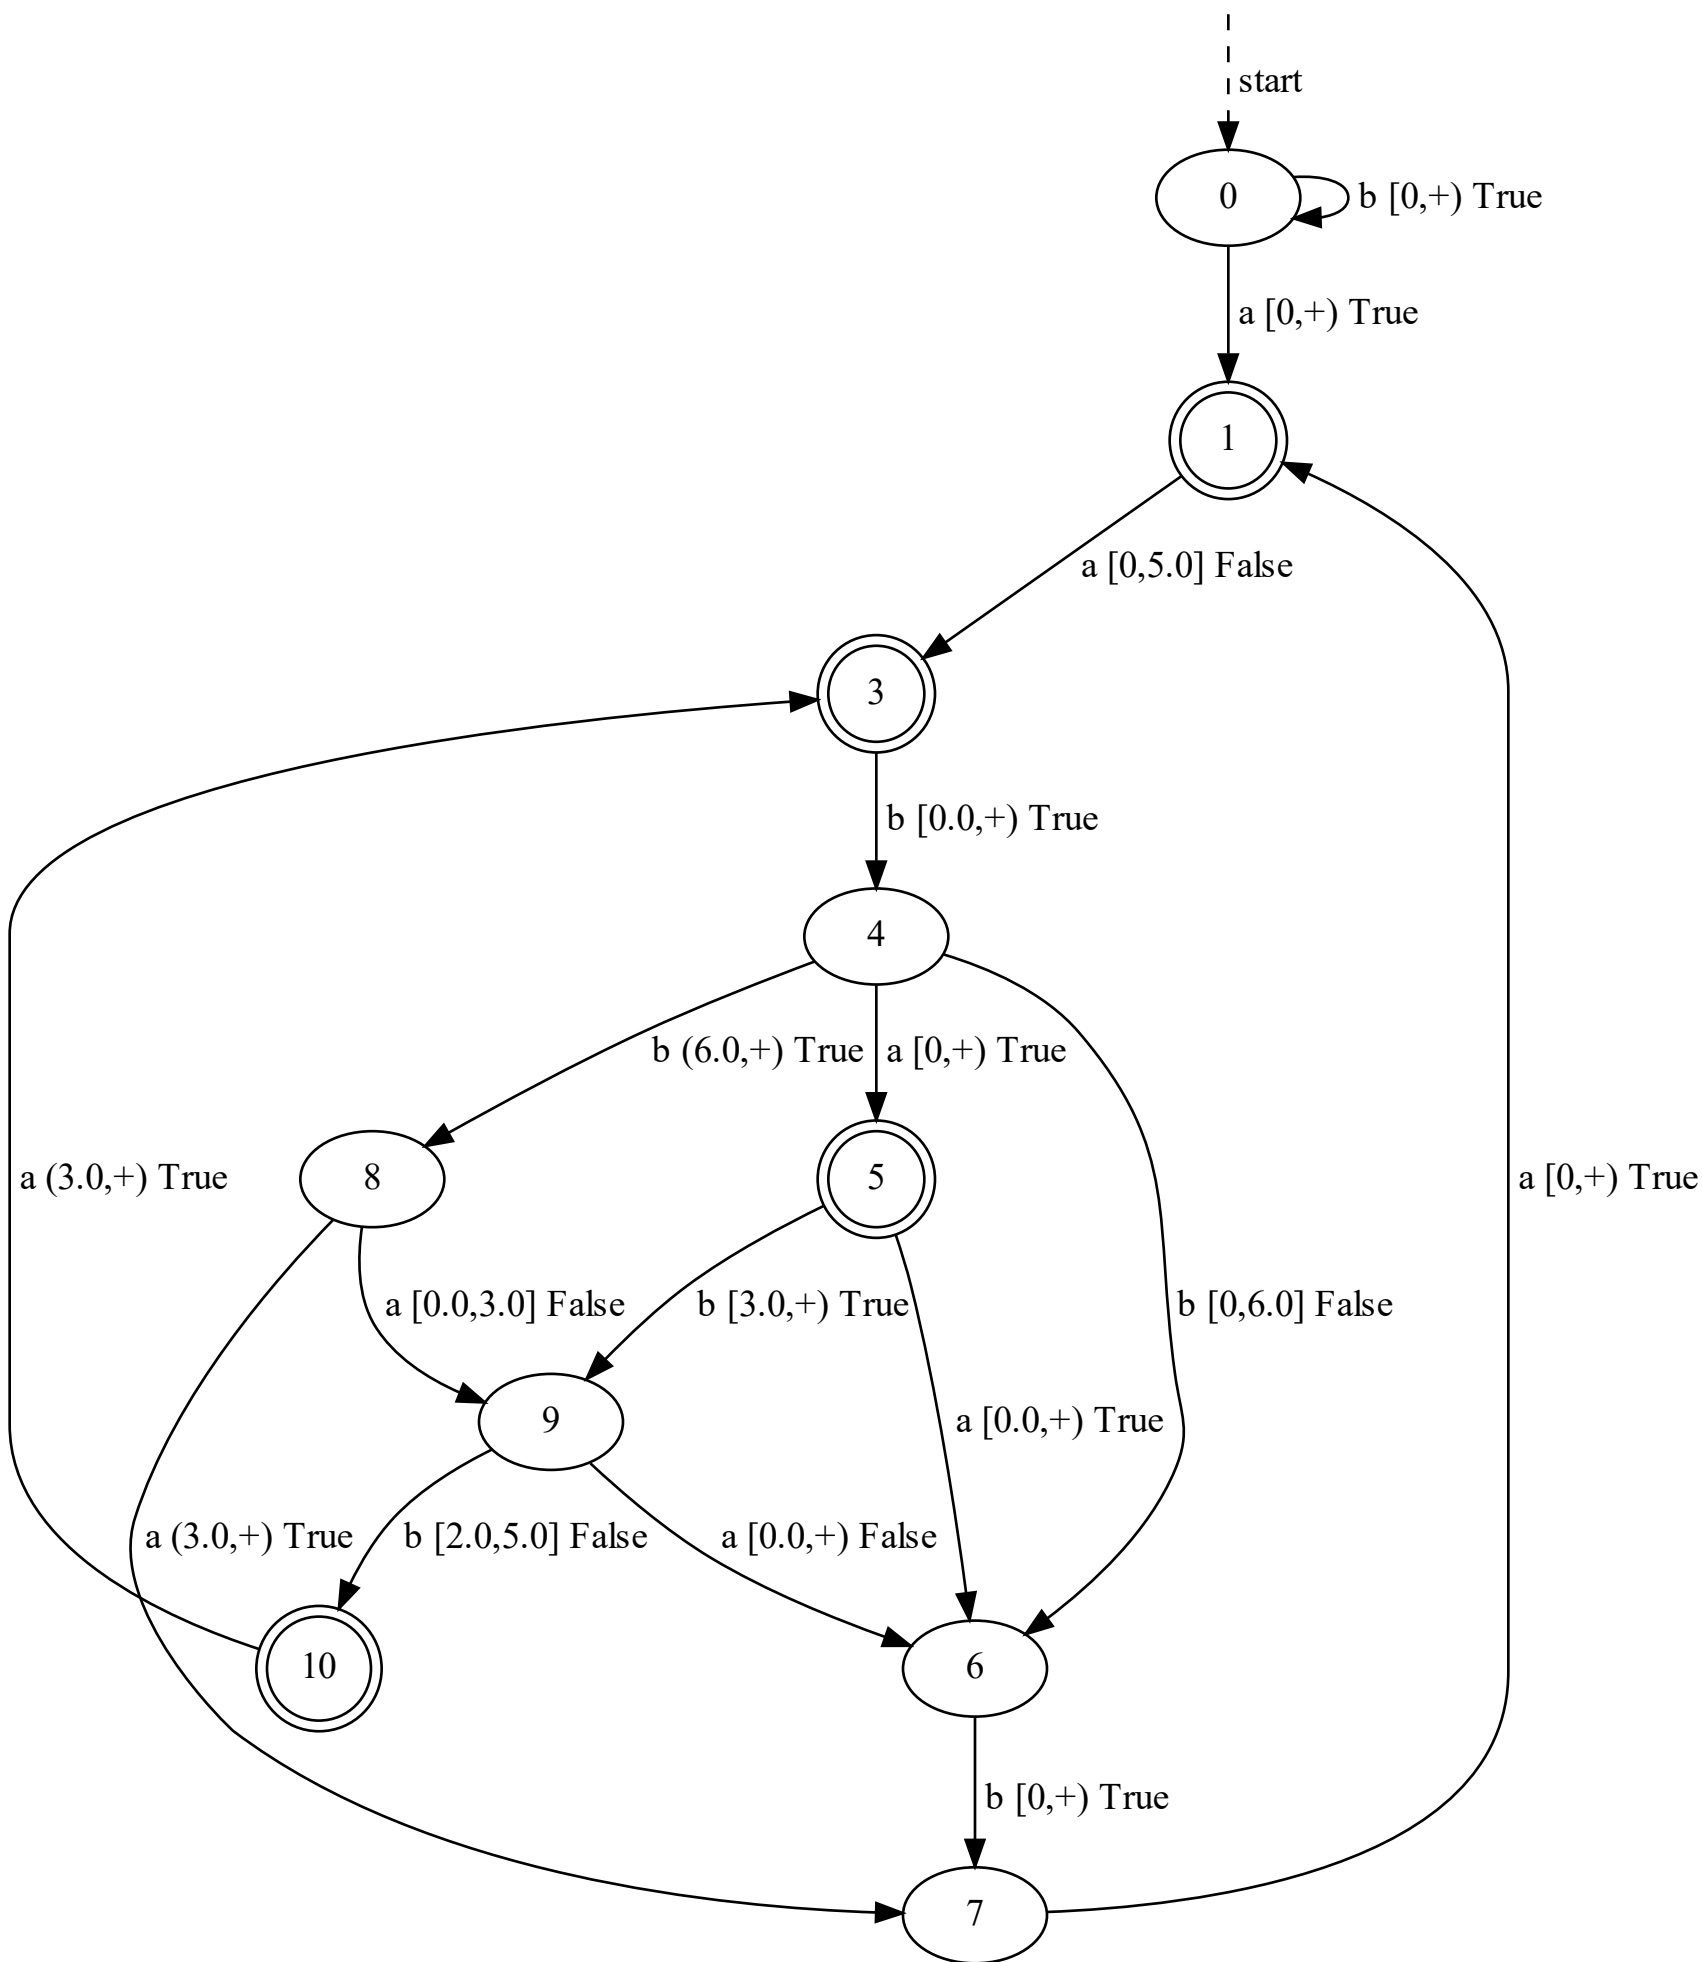 start
0
b [0,+) True
a [0,+) True
1
a [0,5.0] False
3
b [0.0,+) True
4
b (6.0,+) True
a [0,+) True
a (3.0,+) True
8
5
a [0,+) True
a [0.0,3.0] False
b [3.0,+) True
b [0,6.0] False
9
a [0.0,+) True
a (3.0,+) True
b [2.0,5.0] False
a [0.0,+) False
10
6
b [0,+) True
7